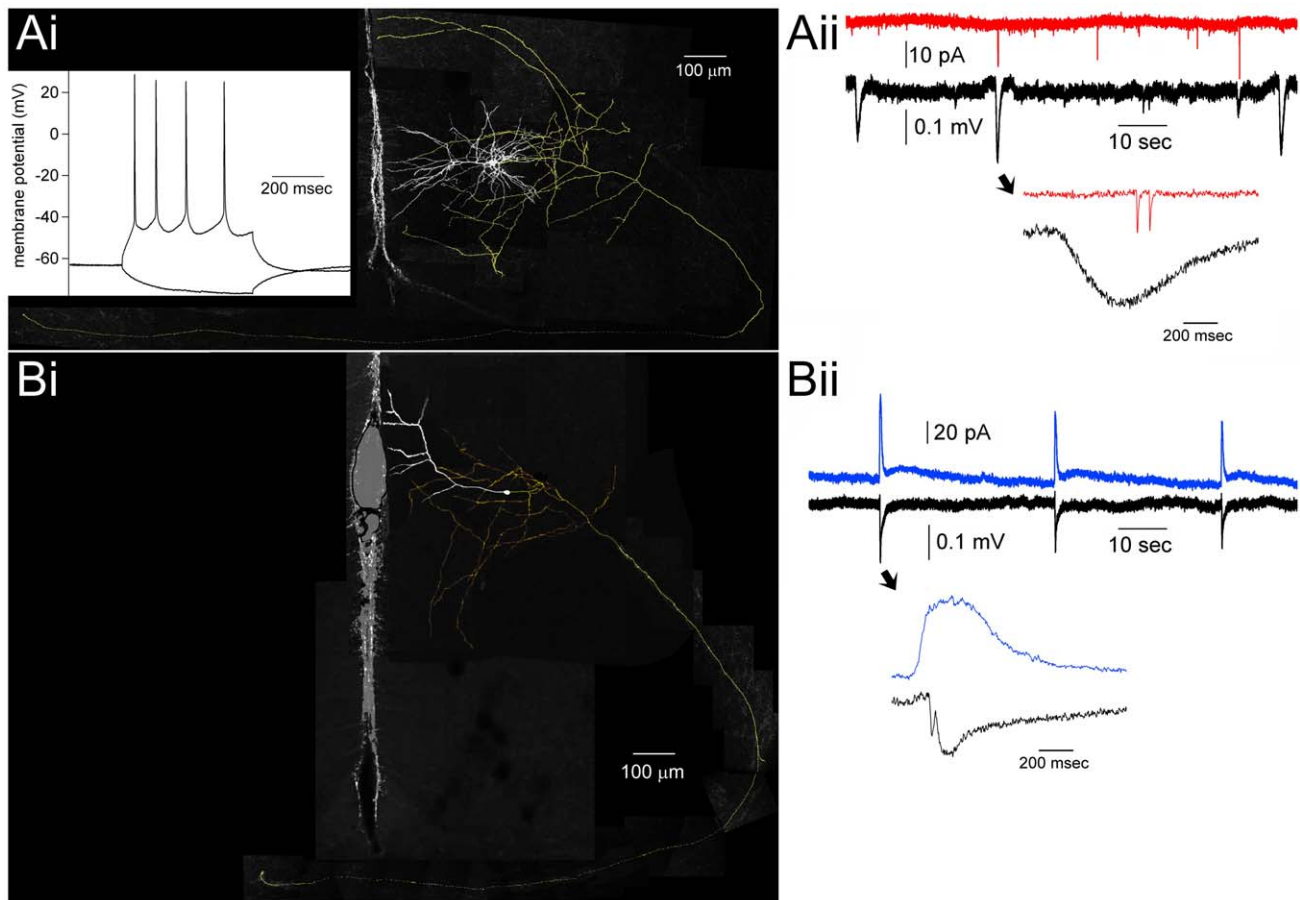 Ai
membrane potential (mV)
20
0
-20
-40
-60
200 msec
100 μm
Aii
10 pA
0.1 mV
10 sec
200 msec
Bi
100 μm
Bii
20 pA
0.1 mV
10 sec
200 msec